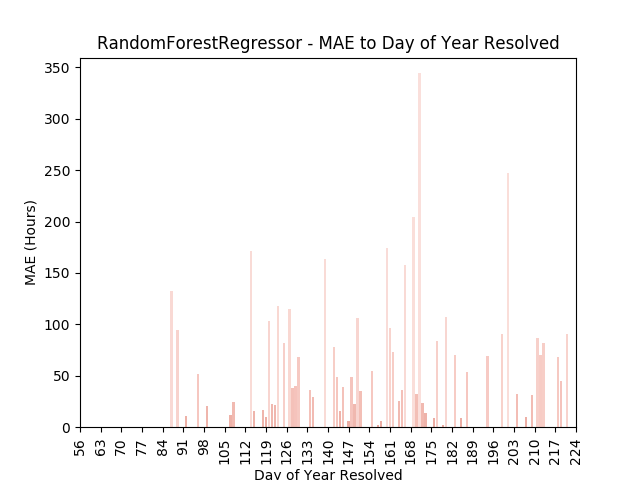 RandomForestRegressor - MAE to Day of Year Resolved
350
300
250
200
150
100
50
0
MAE (Hours)
56 63 70 77 84 91 98 105 112 119 126 133 140 147 154 161 168 175 182 189 196 203 210 217 224
Day of Year Resolved